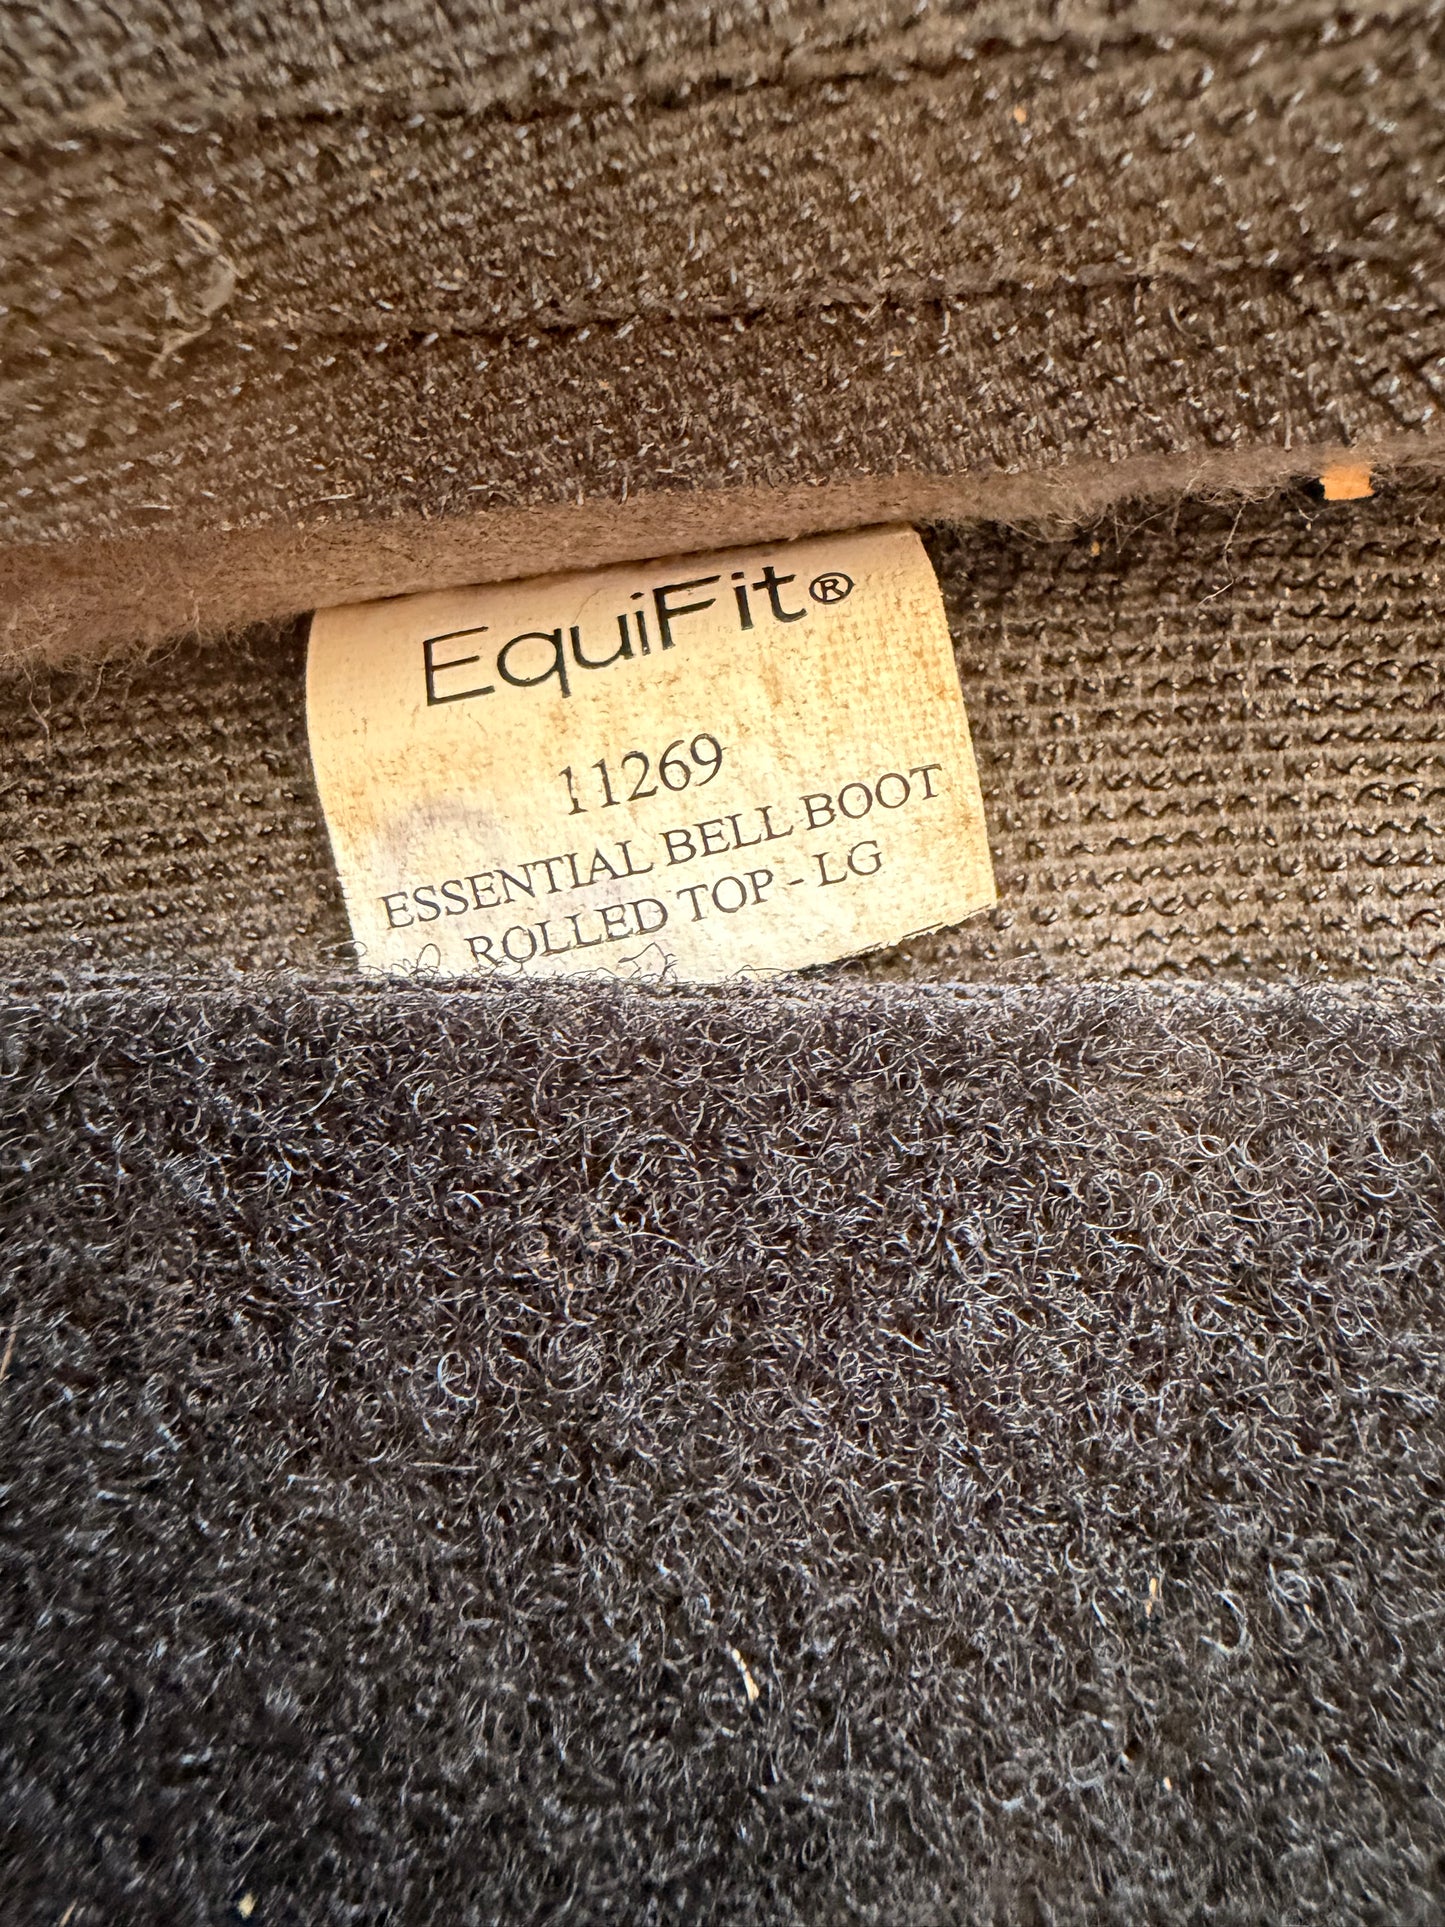 EquiFit®
11269
ESSENTIAL BELL BOOT
ROLLED TOP - LG